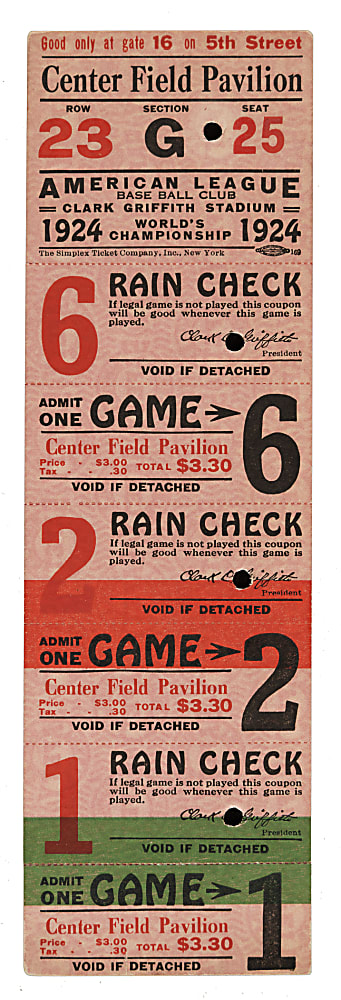 Good only at gate 16 on 5th Street
Center Field Pavilion
ROW SECTION SEAT
23 G 25
AMERICAN LEAGUE
BASE BALL CLUB
CLARK GRIFFITH STADIUM
1924 WORLD'S CHAMPIONSHIP 1924
The Simplex Ticket Company, Inc., New York 169
6 RAIN CHECK
If legal game is not played this coupon
will be good whenever this game is
played.
Clark C Griffith
President
VOID IF DETACHED
ADMIT ONE GAME 6
Center Field Pavilion
Price - $3.00
Tax - - .30 TOTAL $3.30
VOID IF DETACHED
2 RAIN CHECK
If legal game is not played this coupon
will be good whenever this game is
played.
Clark C Griffith
President
VOID IF DETACHED
ADMIT ONE GAME 2
Center Field Pavilion
Price - $3.00
Tax - - .30 TOTAL $3.30
VOID IF DETACHED
1 RAIN CHECK
If legal game is not played this coupon
will be good whenever this game is
played.
Clark C Griffith
President
VOID IF DETACHED
ADMIT ONE GAME 1
Center Field Pavilion
Price - $3.00
Tax - - .30 TOTAL $3.30
VOID IF DETACHED